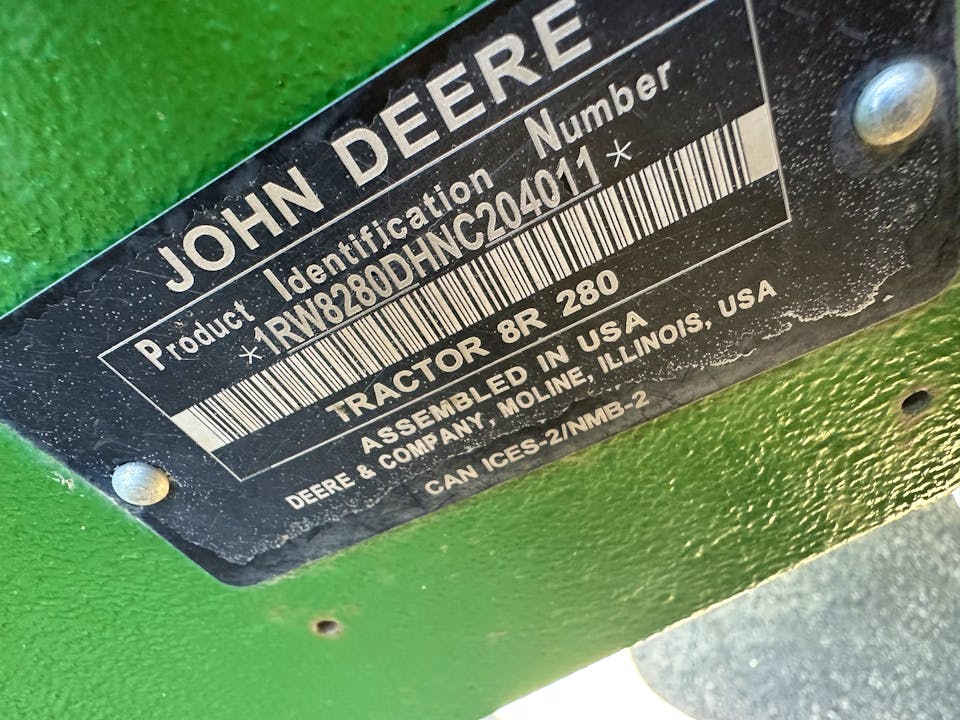 JOHN DEERE
Product Identification Number
*1RW8280DHNC204011*
TRACTOR 8R 280
ASSEMBLED IN USA
DEERE & COMPANY, MOLINE, ILLINOIS, USA
CAN ICES-2/NMB-2